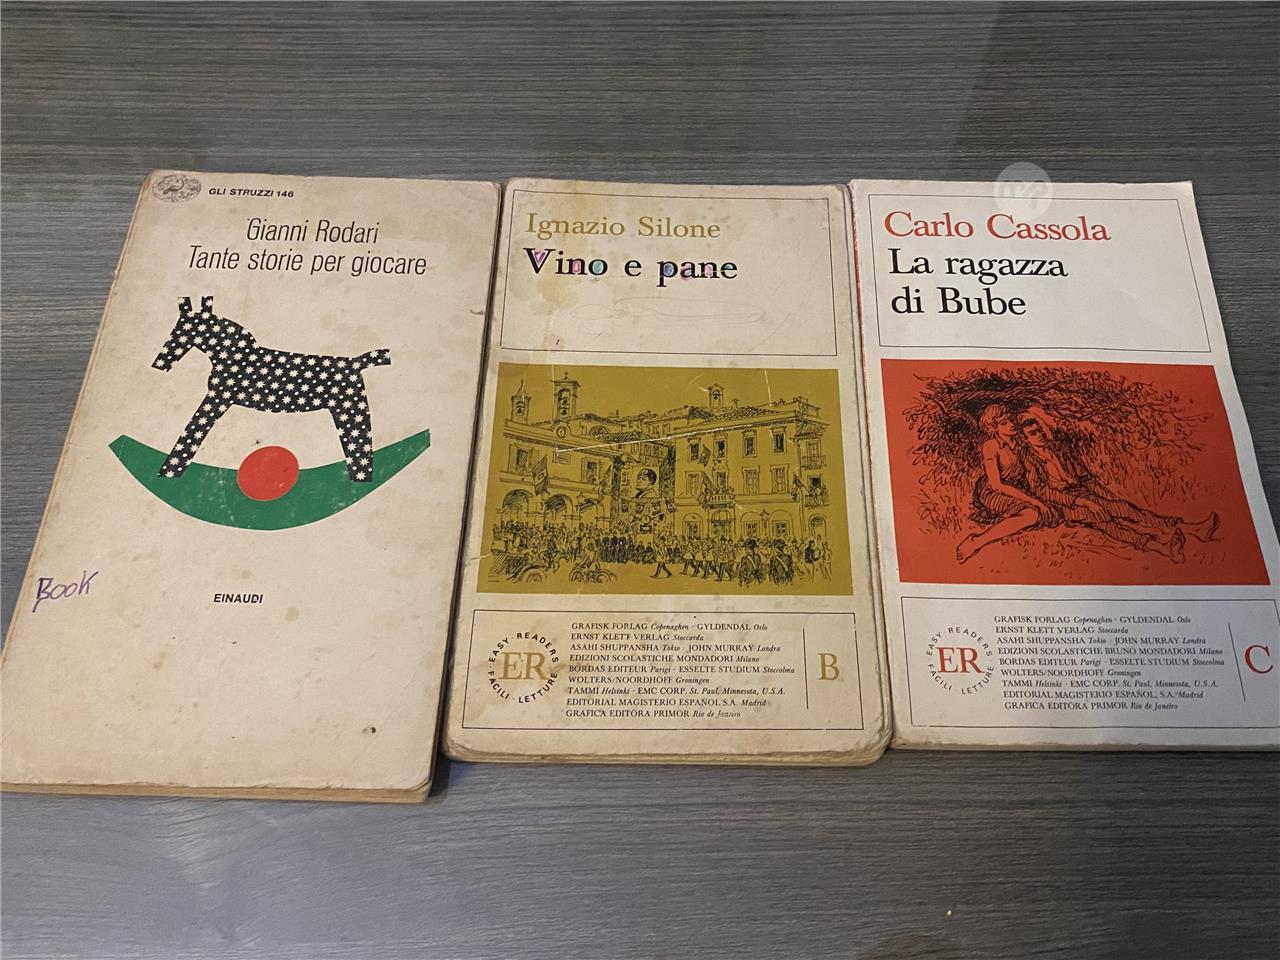 GLI STRUZZI 146
Gianni Rodari
Tante storie per giocare
BOOK
EINAUDI
Ignazio Silone
Vino e pane
EASY · READERS
ER
FACILI · LETTURE
GRAFISK FORLAG Copenaghen · GYLDENDAL Oslo
ERNST KLETT VERLAG Stoccarda
ASAHI SHUPPANSHA Tokio · JOHN MURRAY Londra
EDIZIONI SCOLASTICHE MONDADORI Milano
BORDAS EDITEUR Parigi · ESSELTE STUDIUM Stoccolma
WOLTERS/NOORDHOFF Groningen
TAMMI Helsinki · EMC CORP. St. Paul, Minnesota, U.S.A.
EDITORIAL MAGISTERIO ESPAÑOL S.A. Madrid
GRAFICA EDITÔRA PRIMOR Rio de Janeiro
B
Carlo Cassola
La ragazza
di Bube
EASY · READERS
ER
FACILI · LETTURE
GRAFISK FORLAG Copenaghen · GYLDENDAL Oslo
ERNST KLETT VERLAG Stoccarda
ASAHI SHUPPANSHA Tokio · JOHN MURRAY Londra
EDIZIONI SCOLASTICHE BRUNO MONDADORI Milano
BORDAS EDITEUR Parigi · ESSELTE STUDIUM Stoccolma
WOLTERS/NOORDHOFF Groningen
TAMMI Helsinki · EMC CORP. St. Paul, Minnesota, U.S.A.
EDITORIAL MAGISTERIO ESPAÑOL, S.A. Madrid
GRAFICA EDITÔRA PRIMOR Rio de Janeiro
C